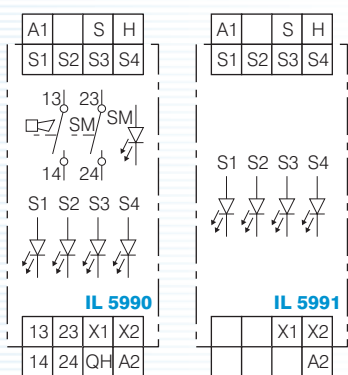 A1 S H
S1 S2 S3 S4
13 23
SM SM
14 24
S1 S2 S3 S4
IL 5990
13 23 X1 X2
14 24 QH A2
A1 S H
S1 S2 S3 S4
S1 S2 S3 S4
IL 5991
X1 X2
A2